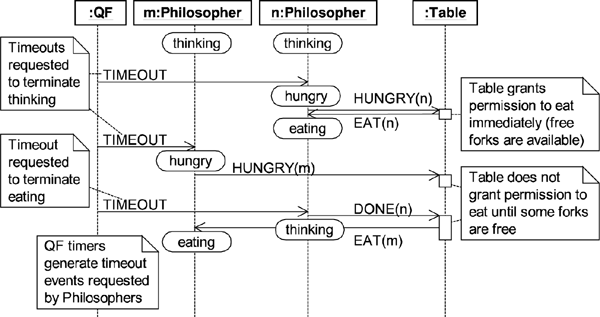 :QF
m:Philosopher
n:Philosopher
:Table
thinking
thinking
Timeouts
requested
to terminate
thinking
TIMEOUT
hungry
HUNGRY(n)
eating
EAT(n)
Table grants
permission to eat
immediately (free
forks are available)
Timeout
requested
to terminate
eating
TIMEOUT
hungry
HUNGRY(m)
Table does not
grant permission to
eat until some forks
are free
TIMEOUT
DONE(n)
eating
thinking
EAT(m)
QF timers
generate timeout
events requested
by Philosophers